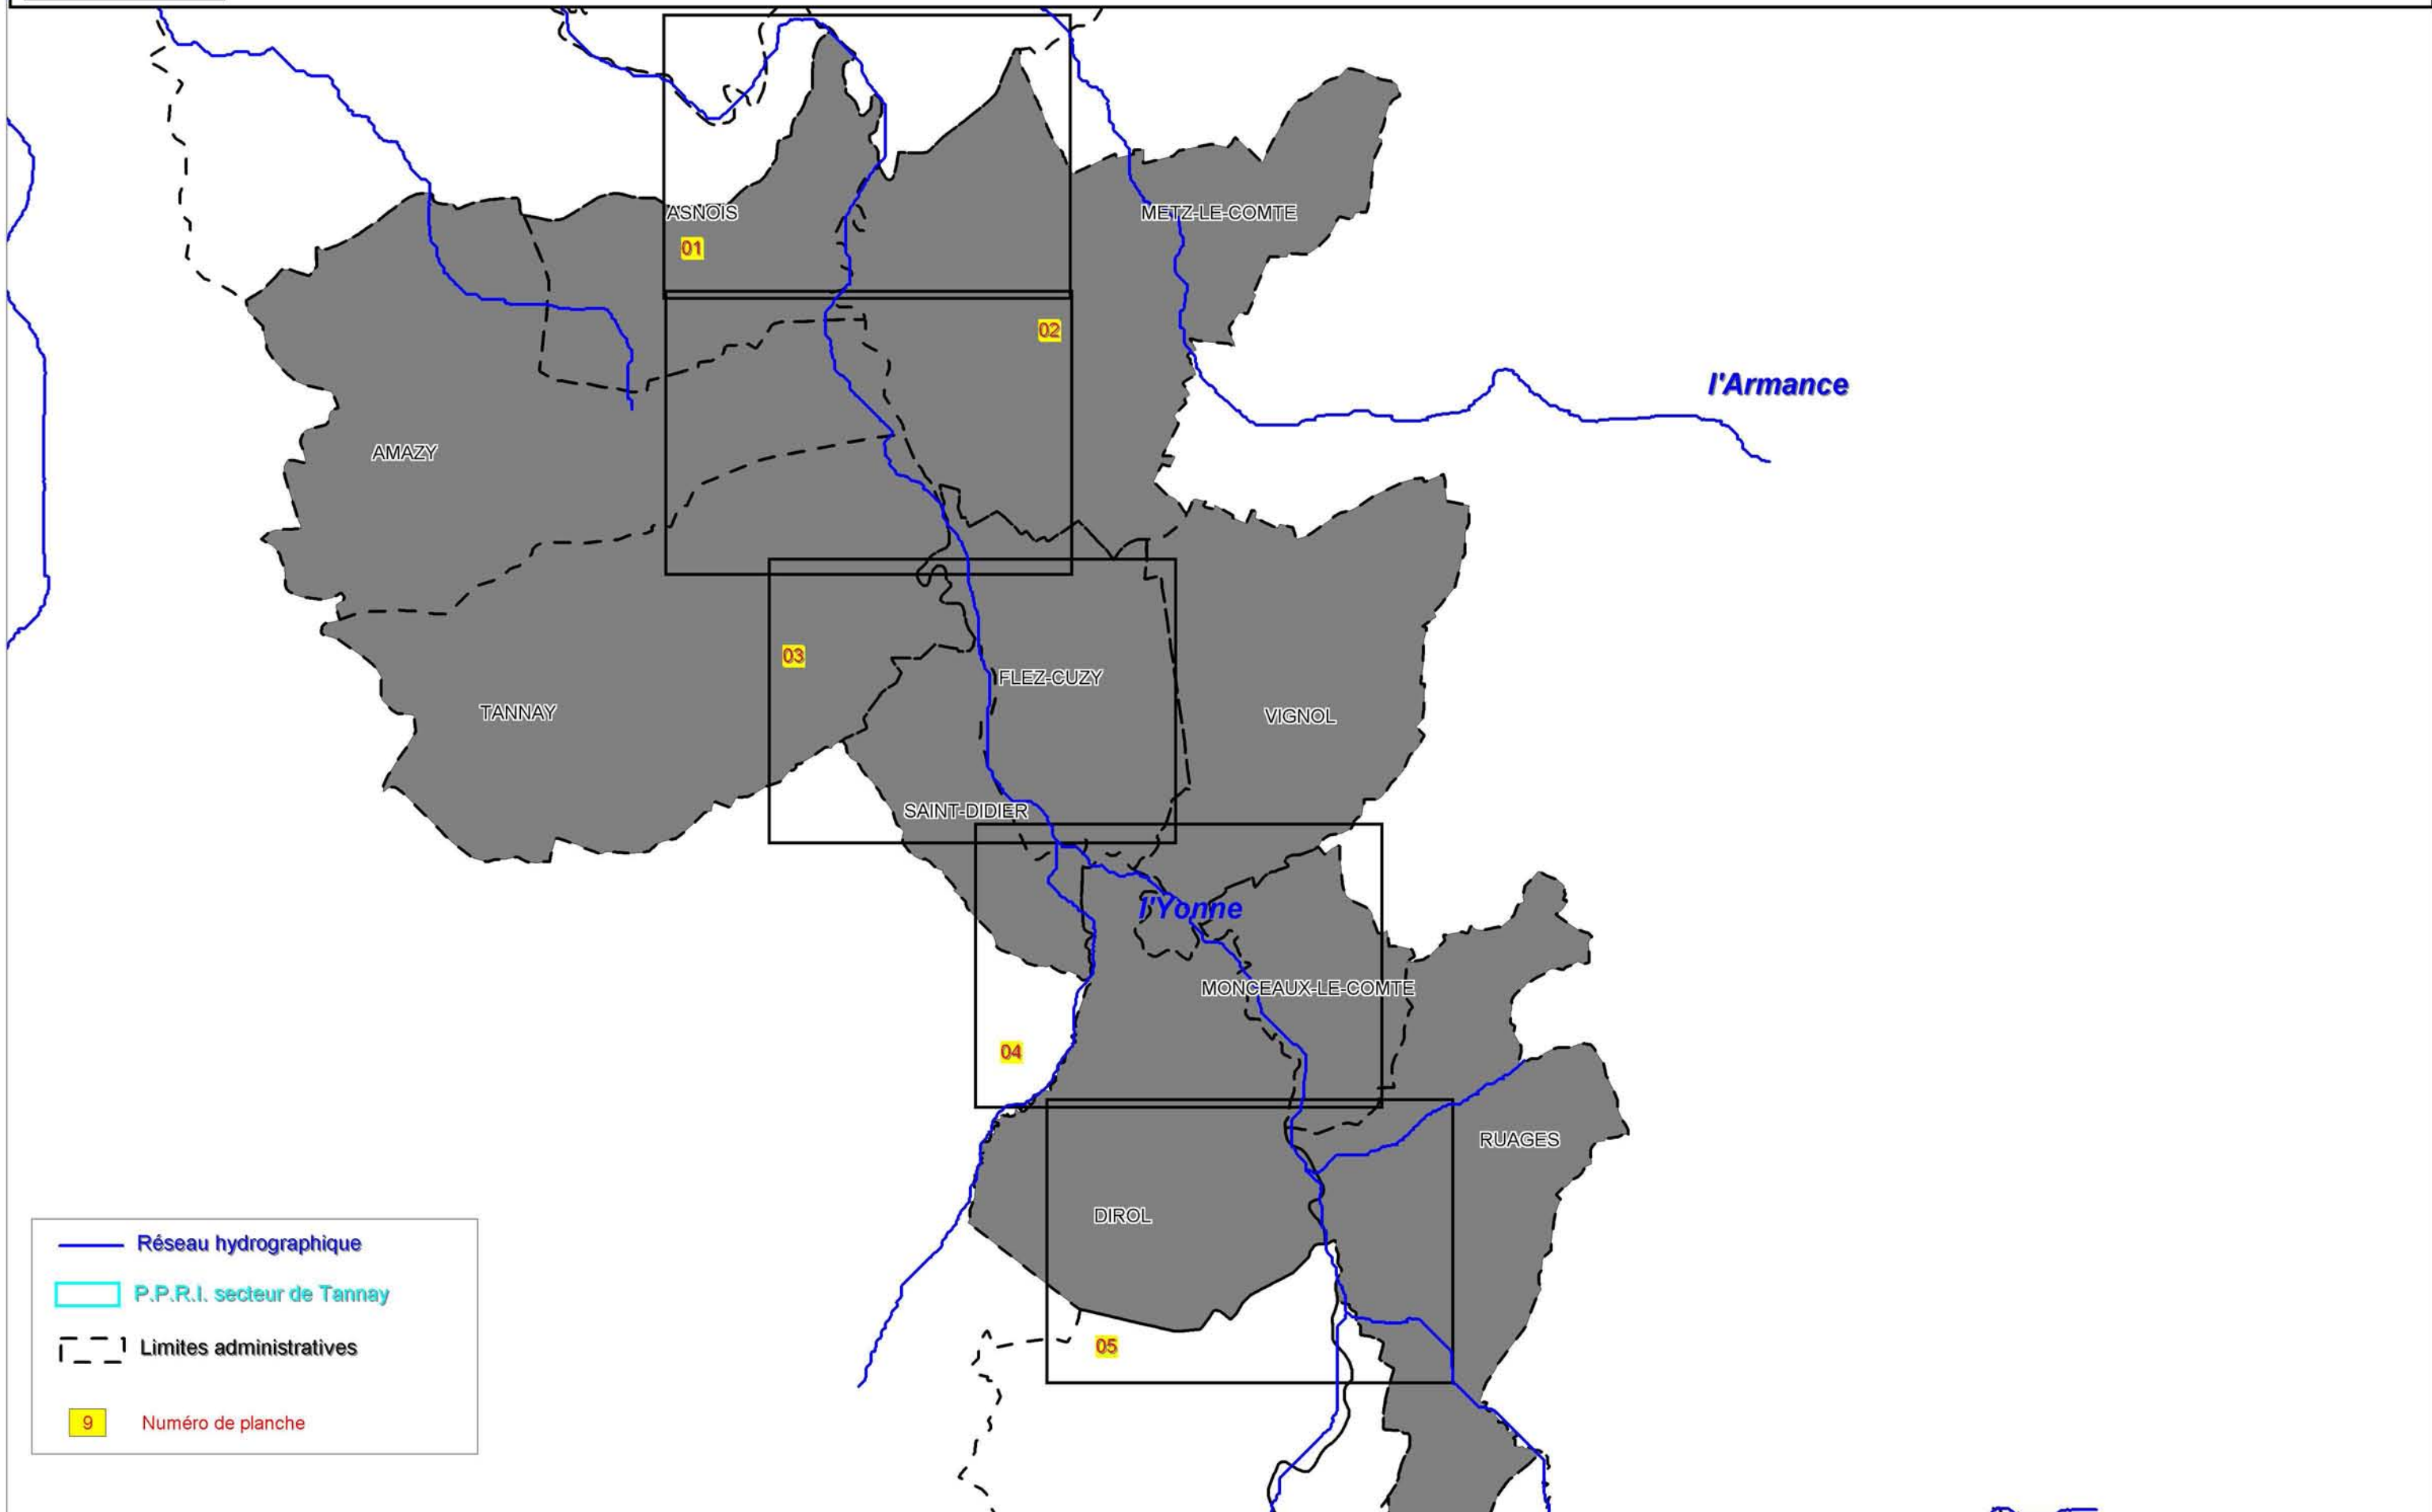 ASNOIS
METZ-LE-COMTE
01
02
l'Armance
AMAZY
03
FLEZ-CUZY
TANNAY
VIGNOL
SAINT-DIDIER
l'Yonne
MONCEAUX-LE-COMTE
04
RUAGES
DIROL
05
Réseau hydrographique
P.P.R.I. secteur de Tannay
Limites administratives
9 Numéro de planche